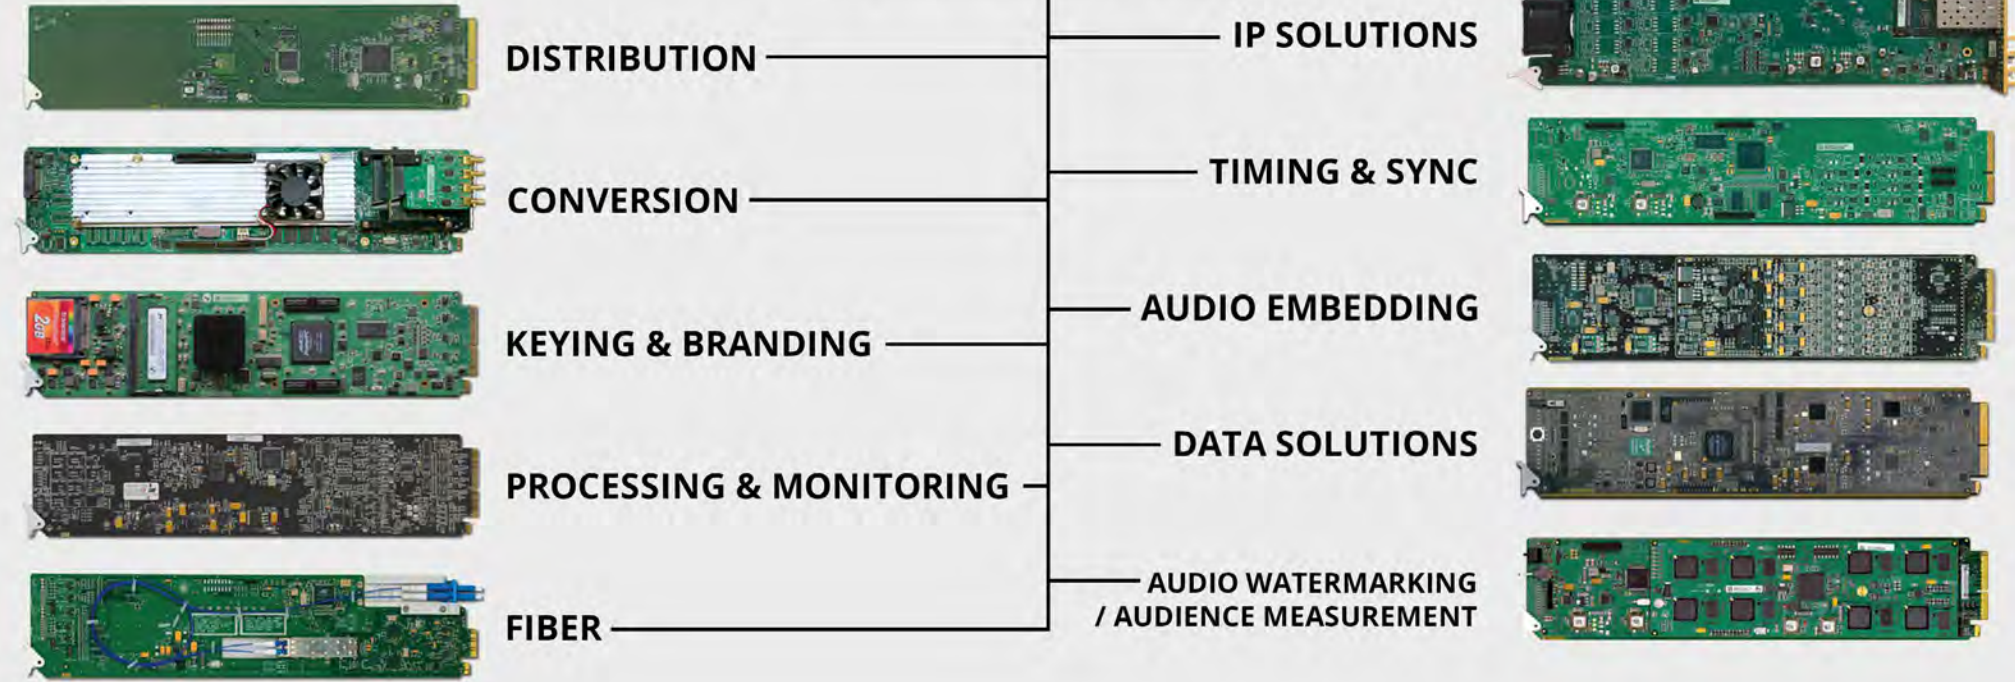 DISTRIBUTION
CONVERSION
KEYING & BRANDING
PROCESSING & MONITORING
FIBER
IP SOLUTIONS
TIMING & SYNC
AUDIO EMBEDDING
DATA SOLUTIONS
AUDIO WATERMARKING
/ AUDIENCE MEASUREMENT
2GB